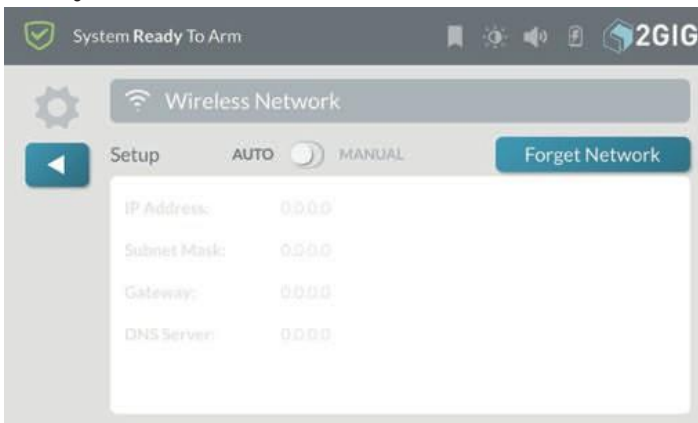 System Ready To Arm
2GIG
Wireless Network
Setup AUTO MANUAL Forget Network
IP Address: 0.0.0.0
Subnet Mask: 0.0.0.0
Gateway: 0.0.0.0
DNS Server: 0.0.0.0